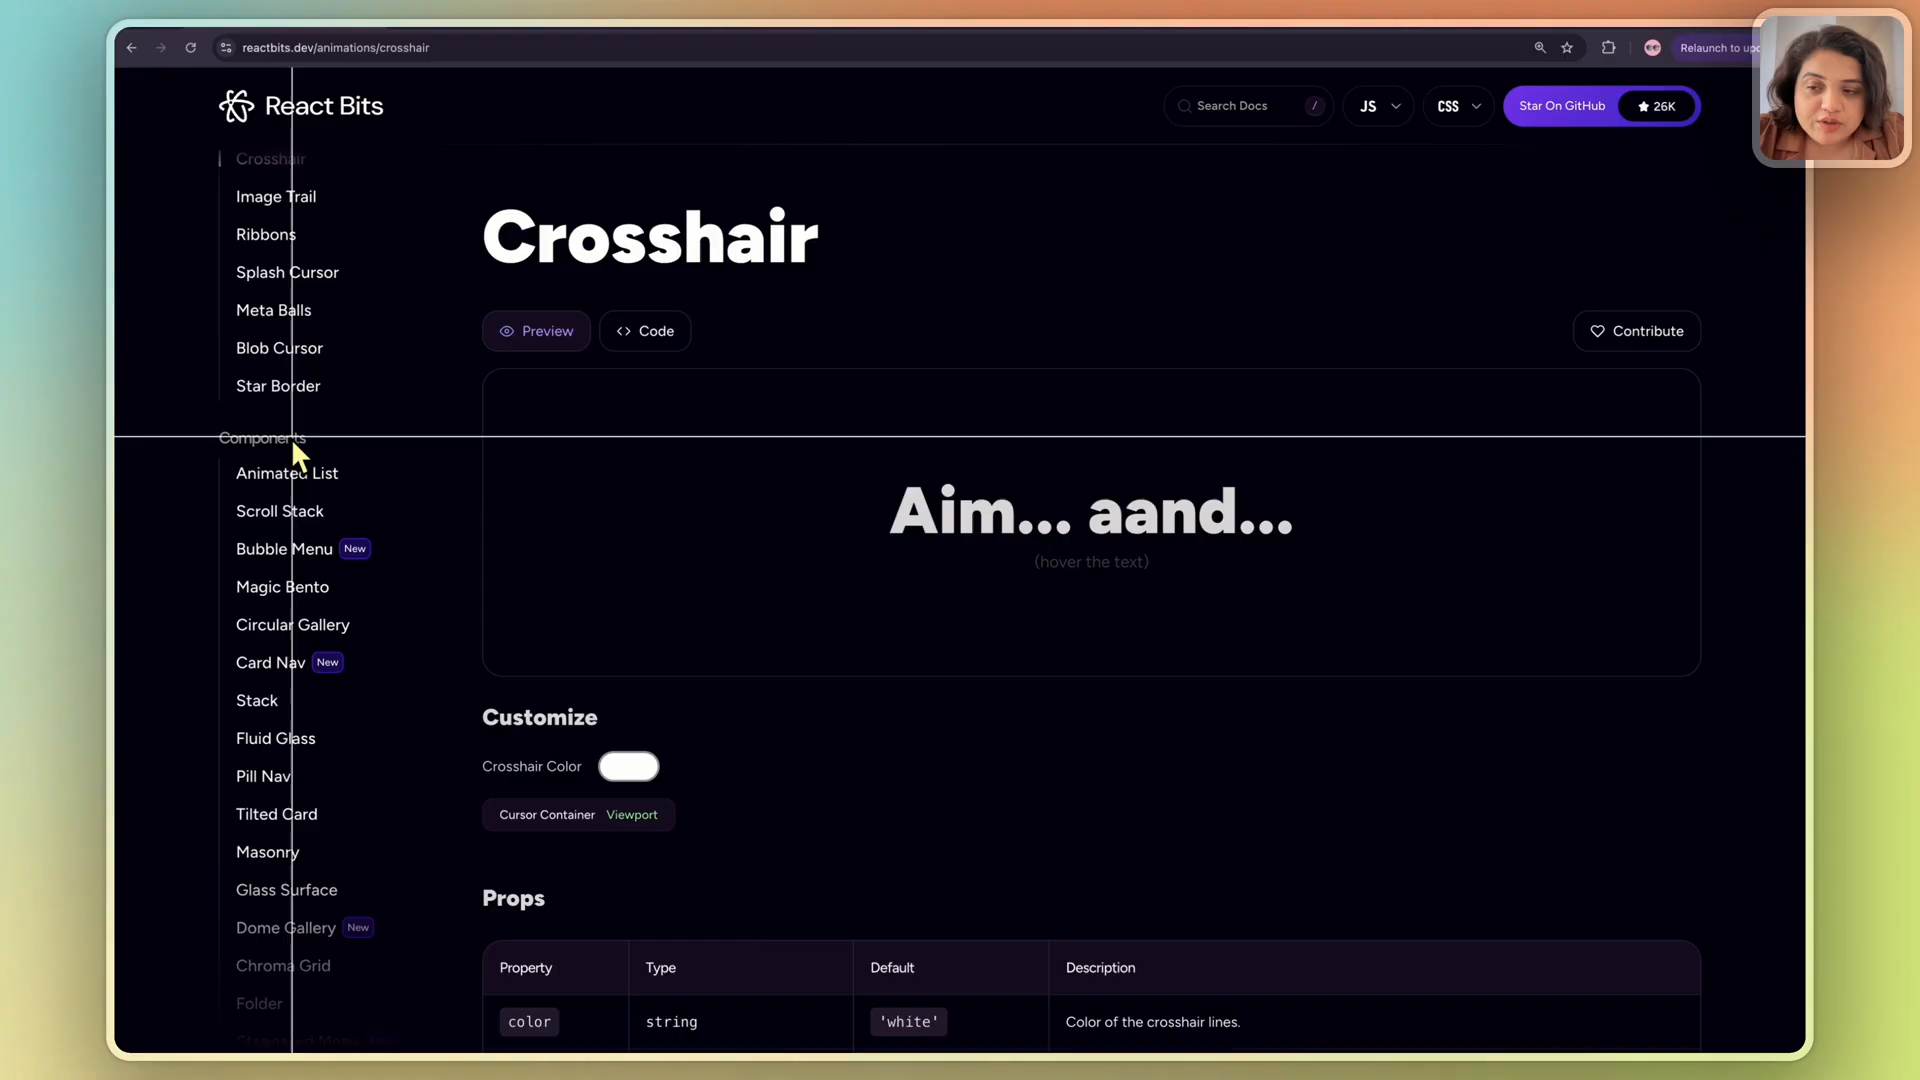 reactbits.dev/animations/crosshair
Relaunch to
React Bits
Search Docs /
JS
CSS
Star On GitHub
26K
Crosshair
Image Trail
Ribbons
Splash Cursor
Meta Balls
Blob Cursor
Star Border
Components
Animated List
Scroll Stack
Bubble Menu New
Magic Bento
Circular Gallery
Card Nav New
Stack
Fluid Glass
Pill Nav
Tilted Card
Masonry
Glass Surface
Dome Gallery New
Chroma Grid
Folder
Crosshair
Preview
<> Code
Contribute
Aim... aand...
(hover the text)
Customize
Crosshair Color
Cursor Container Viewport
Props
Property Type Default Description
color string 'white' Color of the crosshair lines.